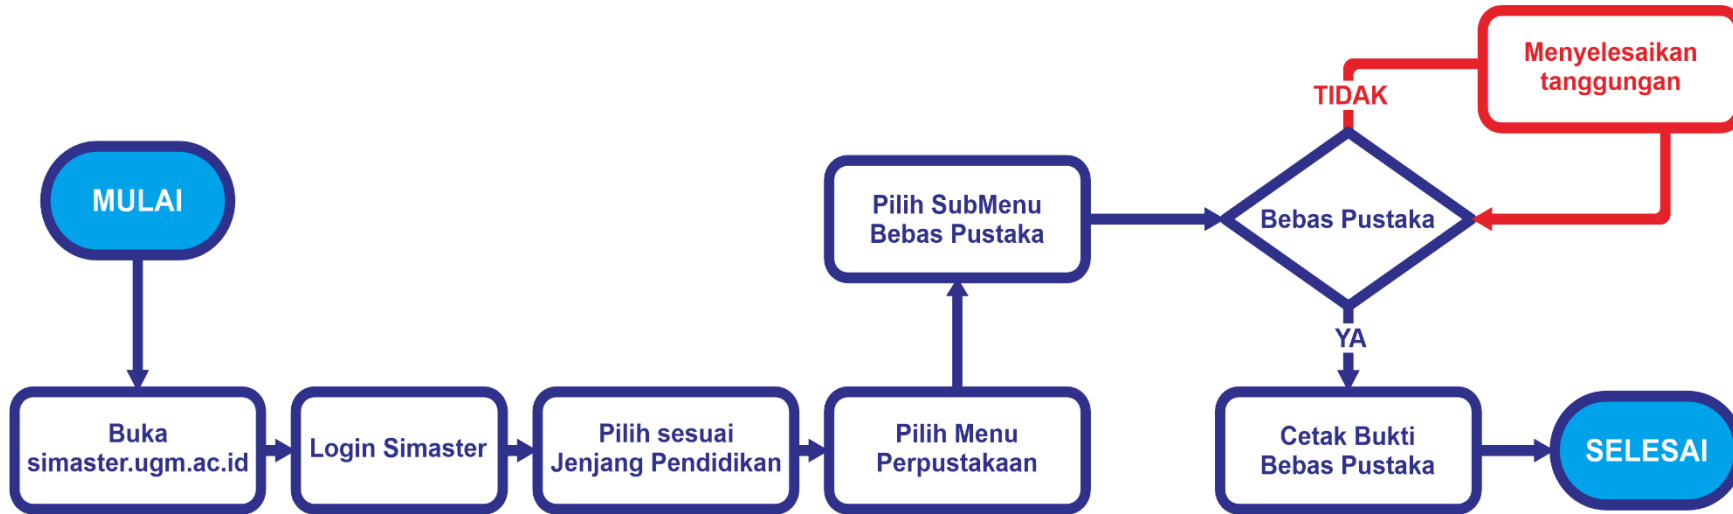 MULAI
Buka
simaster.ugm.ac.id
Login Simaster
Pilih sesuai
Jenjang Pendidikan
Pilih Menu
Perpustakaan
Pilih SubMenu
Bebas Pustaka
Bebas Pustaka
TIDAK
Menyelesaikan
tanggungan
YA
Cetak Bukti
Bebas Pustaka
SELESAI